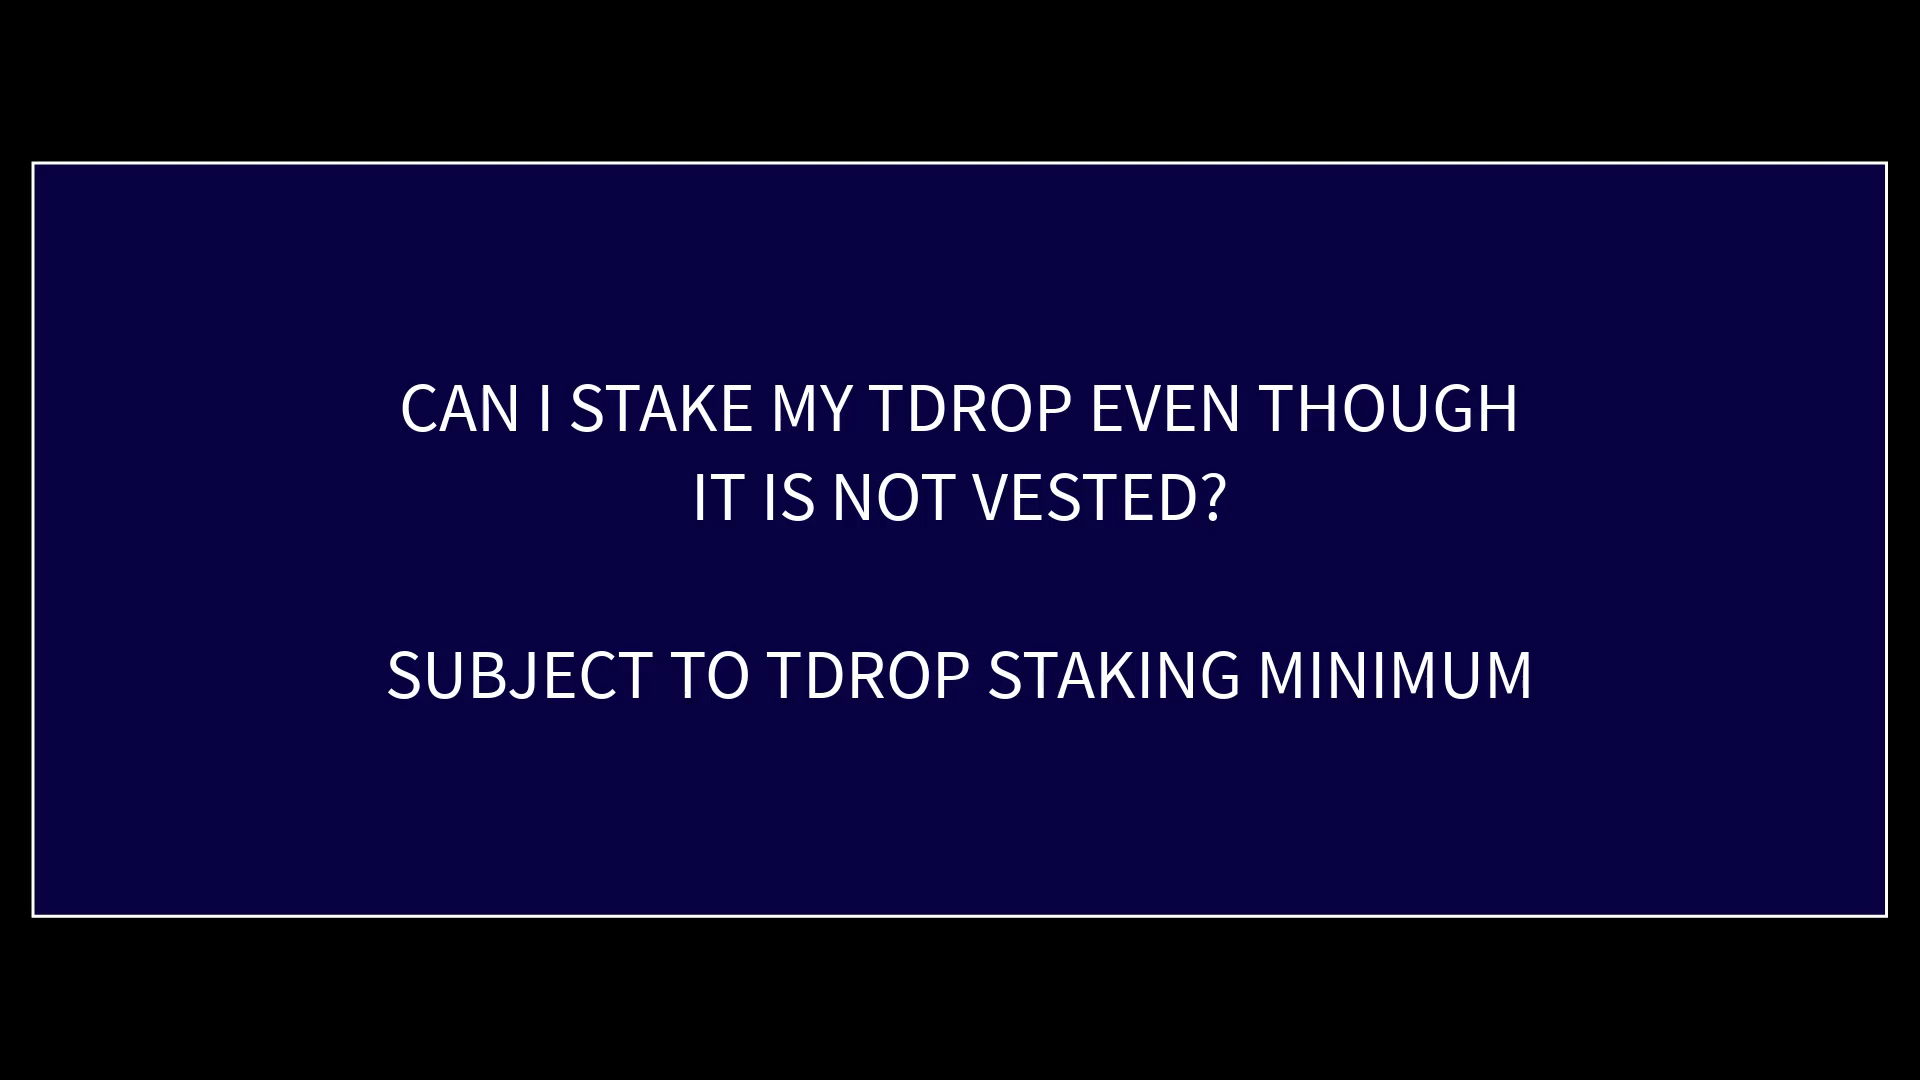 CAN I STAKE MY TDROP EVEN THOUGH
IT IS NOT VESTED?
SUBJECT TO TDROP STAKING MINIMUM